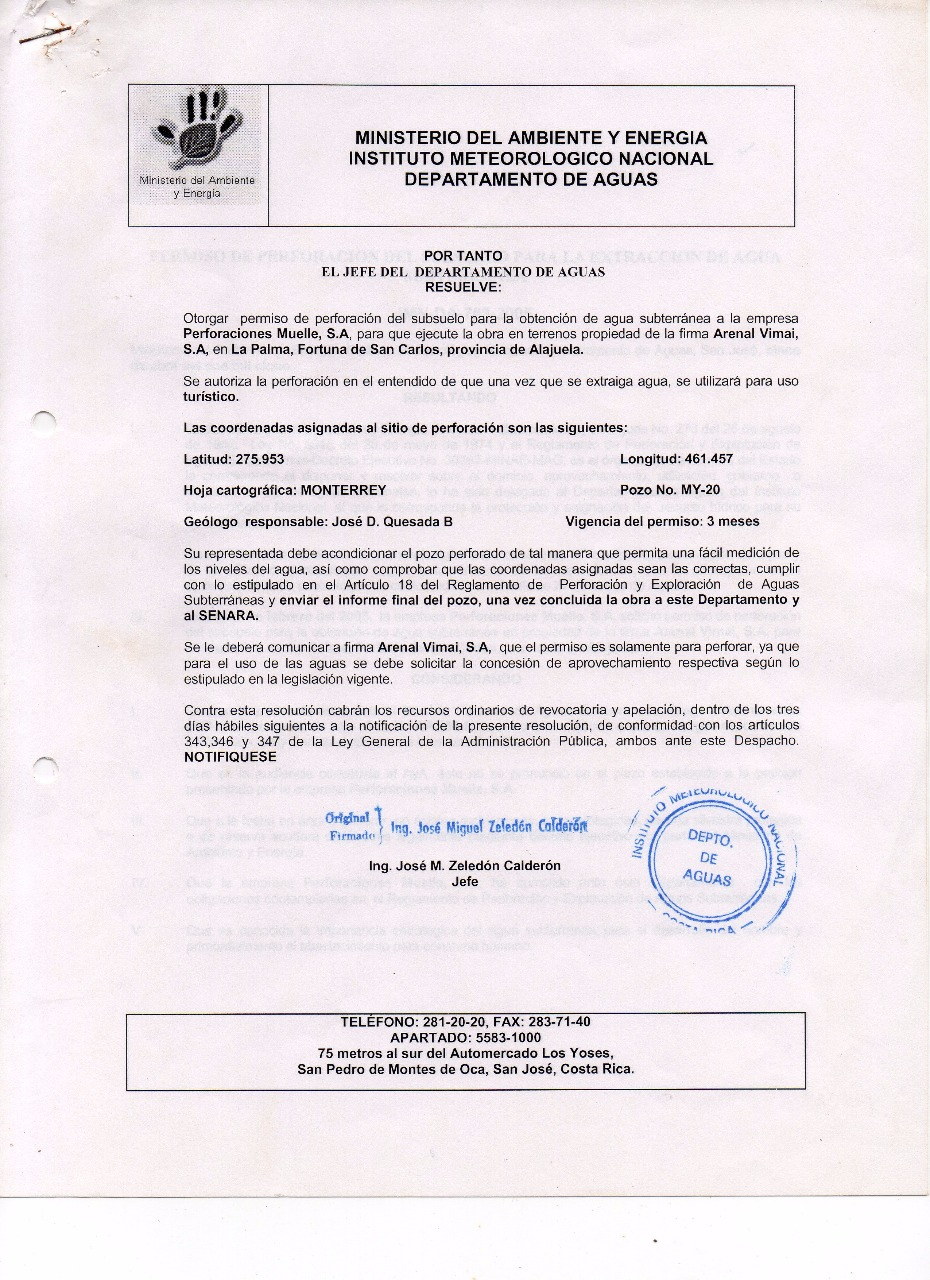 Ministerio del Ambiente
y Energía
MINISTERIO DEL AMBIENTE Y ENERGIA
INSTITUTO METEOROLOGICO NACIONAL
DEPARTAMENTO DE AGUAS
POR TANTO
EL JEFE DEL DEPARTAMENTO DE AGUAS
RESUELVE:
Otorgar permiso de perforación del subsuelo para la obtención de agua subterránea a la empresa
Perforaciones Muelle, S.A, para que ejecute la obra en terrenos propiedad de la firma Arenal Vimai,
S.A, en La Palma, Fortuna de San Carlos, provincia de Alajuela.
Se autoriza la perforación en el entendido de que una vez que se extraiga agua, se utilizará para uso
turístico.
Las coordenadas asignadas al sitio de perforación son las siguientes:
Latitud: 275.953 Longitud: 461.457
Hoja cartográfica: MONTERREY Pozo No. MY-20
Geólogo responsable: José D. Quesada B Vigencia del permiso: 3 meses
Su representada debe acondicionar el pozo perforado de tal manera que permita una fácil medición de
los niveles del agua, así como comprobar que las coordenadas asignadas sean las correctas, cumplir
con lo estipulado en el Artículo 18 del Reglamento de Perforación y Exploración de Aguas
Subterráneas y enviar el informe final del pozo, una vez concluida la obra a este Departamento y
al SENARA.
Se le deberá comunicar a firma Arenal Vimai, S.A, que el permiso es solamente para perforar, ya que
para el uso de las aguas se debe solicitar la concesión de aprovechamiento respectiva según lo
estipulado en la legislación vigente.
Contra esta resolución cabrán los recursos ordinarios de revocatoria y apelación, dentro de los tres
días hábiles siguientes a la notificación de la presente resolución, de conformidad con los artículos
343,346 y 347 de la Ley General de la Administración Pública, ambos ante este Despacho.
NOTIFIQUESE
Original
Firmado
Ing. José Miguel Zeledón Calderón
Ing. José M. Zeledón Calderón
Jefe
INSTITUTO METEOROLOGICO NACIONAL
DEPTO.
DE
AGUAS
COSTA RICA
TELÉFONO: 281-20-20, FAX: 283-71-40
APARTADO: 5583-1000
75 metros al sur del Automercado Los Yoses,
San Pedro de Montes de Oca, San José, Costa Rica.